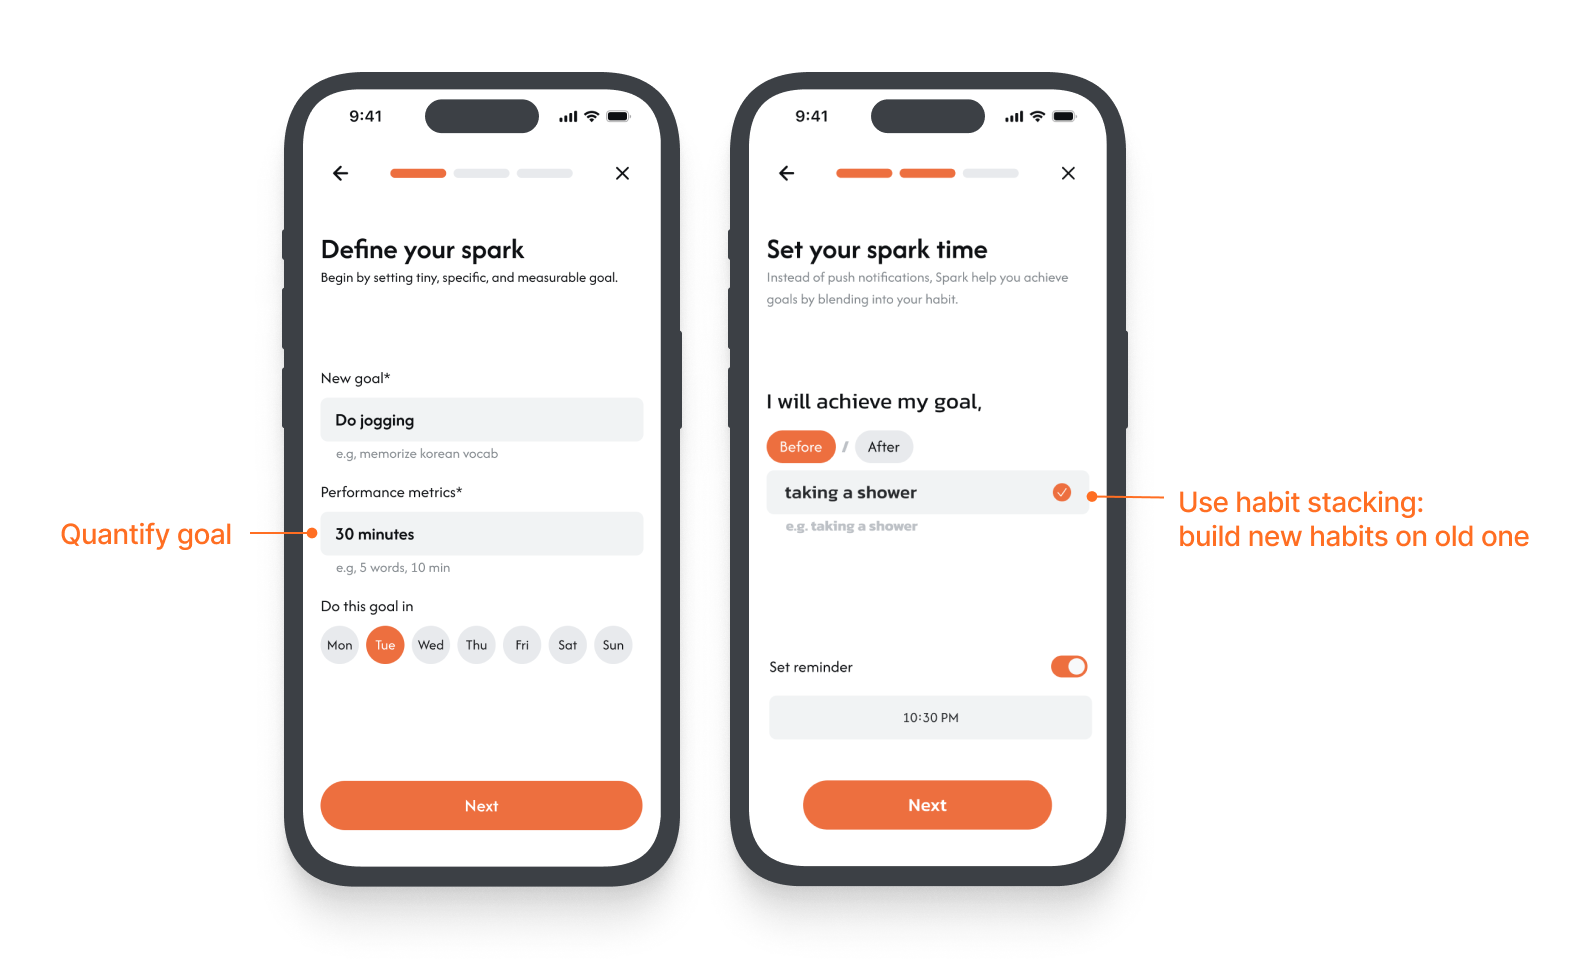 9:41
Define your spark
Begin by setting tiny, specific, and measurable goal.
New goal*
Do jogging
e.g, memorize korean vocab
Performance metrics*
Quantify goal
30 minutes
e.g, 5 words, 10 min
Do this goal in
Mon Tue Wed Thu Fri Sat Sun
Next
9:41
Set your spark time
Instead of push notifications, Spark help you achieve
goals by blending into your habit.
I will achieve my goal,
Before / After
taking a shower
e.g. taking a shower
Use habit stacking:
build new habits on old one
Set reminder
10:30 PM
Next